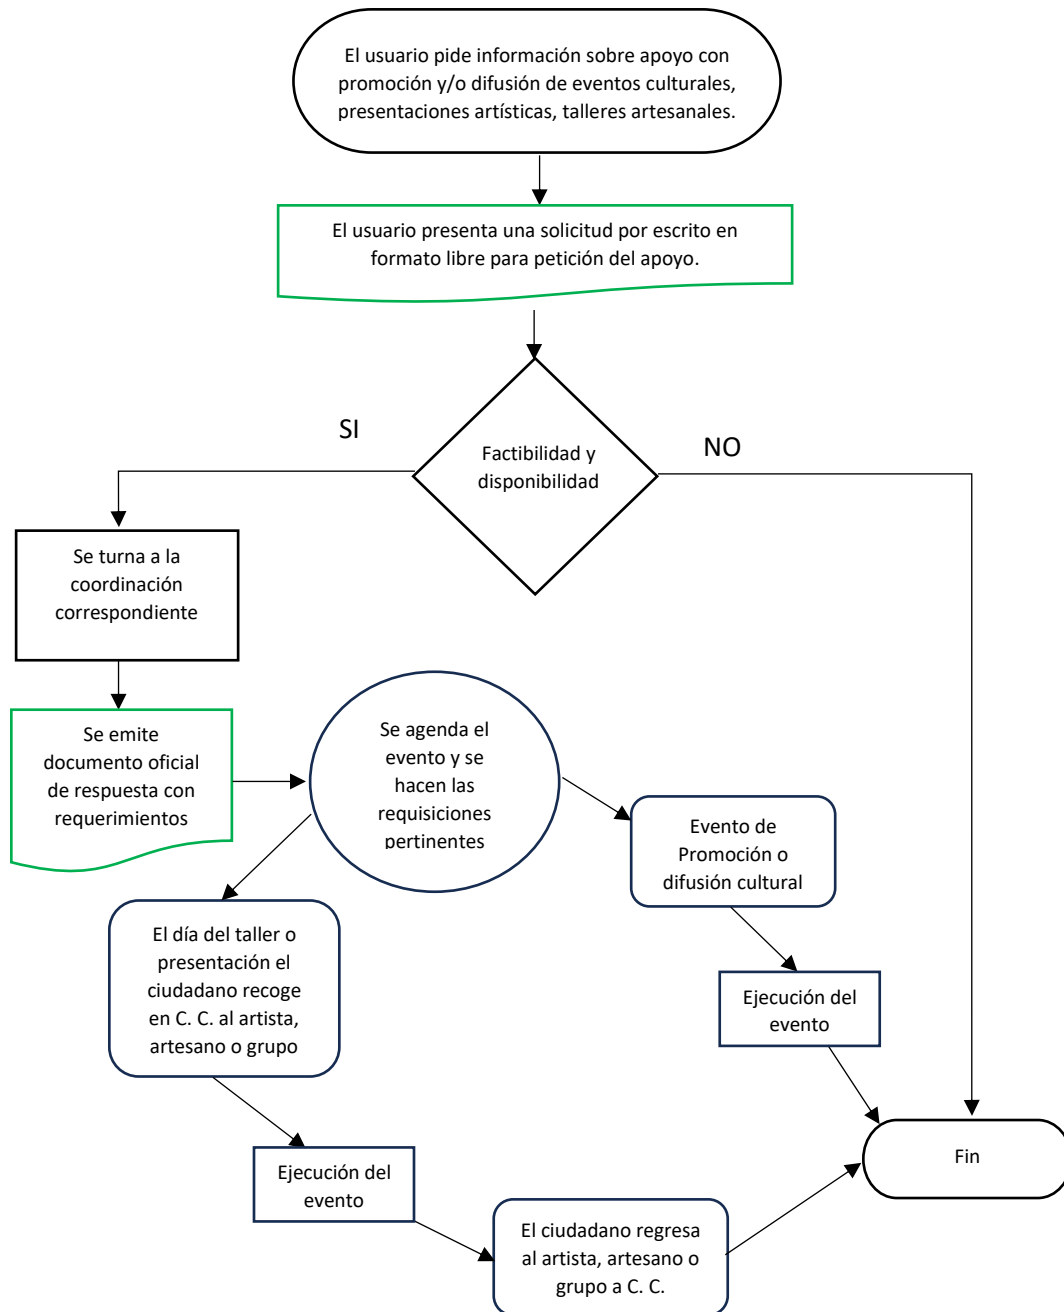 El usuario pide información sobre apoyo con
promoción y/o difusión de eventos culturales,
presentaciones artísticas, talleres artesanales.
El usuario presenta una solicitud por escrito en
formato libre para petición del apoyo.
SI
NO
Factibilidad y
disponibilidad
Se turna a la
coordinación
correspondiente
Se emite
documento oficial
de respuesta con
requerimientos
Se agenda el
evento y se
hacen las
requisiciones
pertinentes
Evento de
Promoción o
difusión cultural
El día del taller o
presentación el
ciudadano recoge
en C. C. al artista,
artesano o grupo
Ejecución del
evento
Ejecución del
evento
El ciudadano regresa
al artista, artesano o
grupo a C. C.
Fin